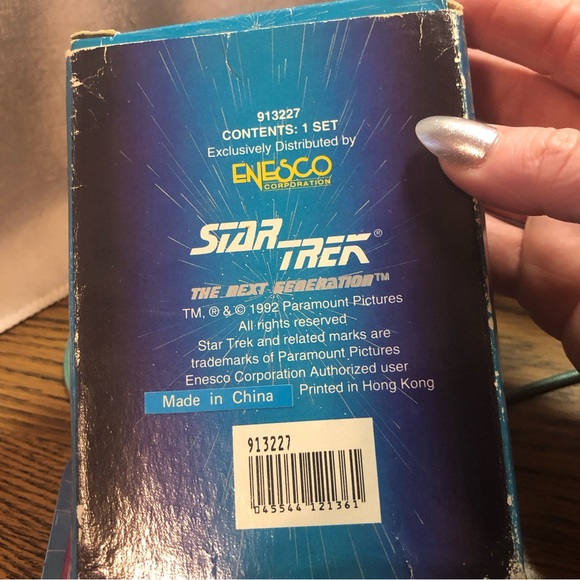 913227
CONTENTS: 1 SET
Exclusively Distributed by
ENESCO
CORPORATION
STAR TREK®
THE NEXT GENERATION™
TM, ® & © 1992 Paramount Pictures
All rights reserved
Star Trek and related marks are
trademarks of Paramount Pictures
Enesco Corporation Authorized user
Made in China Printed in Hong Kong
913227
045544 121361